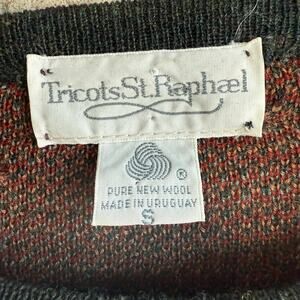 Tricots St. Raphael
®
PURE NEW WOOL
MADE IN URUGUAY
S